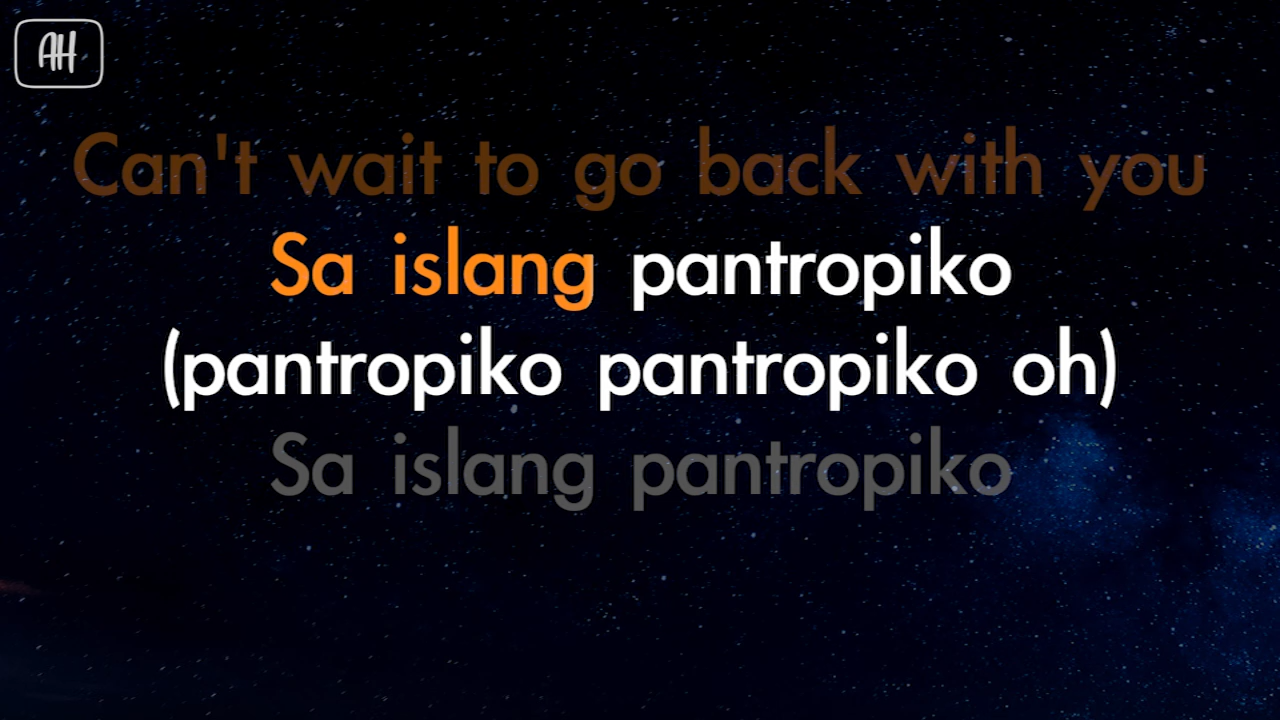 AH
Can't wait to go back with you
Sa islang pantropiko
(pantropiko pantropiko oh)
Sa islang pantropiko